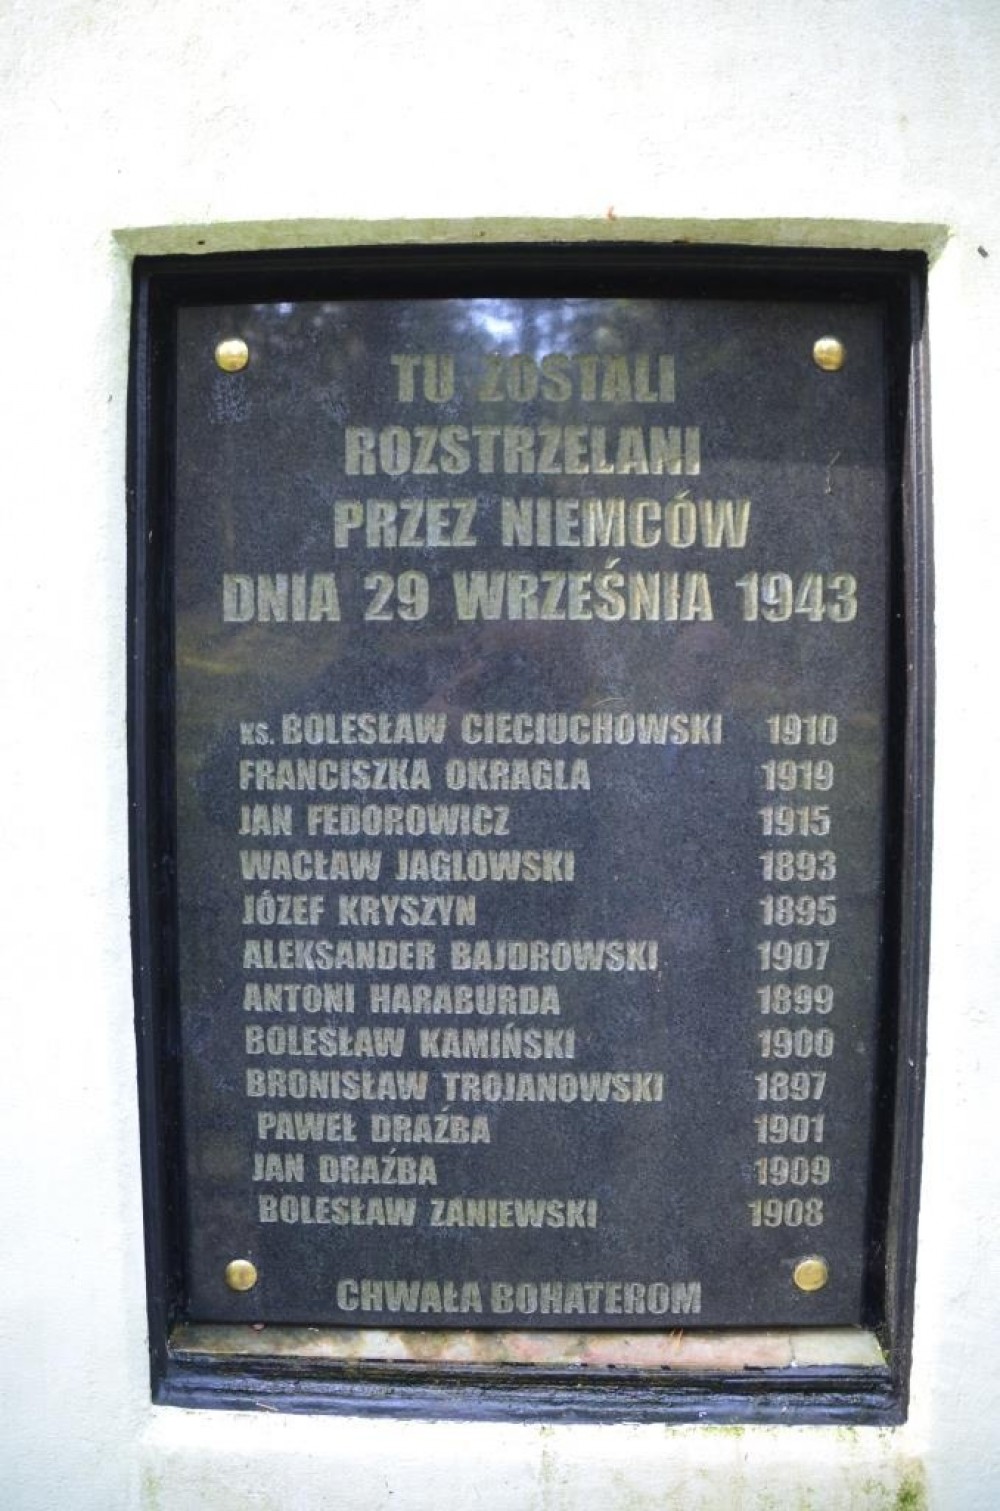 TU ZOSTALI
ROZSTRZELANI
PRZEZ NIEMCÓW
DNIA 29 WRZEŚNIA 1943
KS. BOLESŁAW CIECIUCHOWSKI 1910
FRANCISZKA OKRAGLA 1919
JAN FEDOROWICZ 1915
WACŁAW JAGLOWSKI 1893
JÓZEF KRYSZYN 1895
ALEKSANDER BAJDROWSKI 1907
ANTONI HARABURDA 1899
BOLESŁAW KAMIŃSKI 1900
BRONISŁAW TROJANOWSKI 1897
PAWEŁ DRAŹBA 1901
JAN DRAŹBA 1909
BOLESŁAW ZANIEWSKI 1908
CHWAŁA BOHATEROM